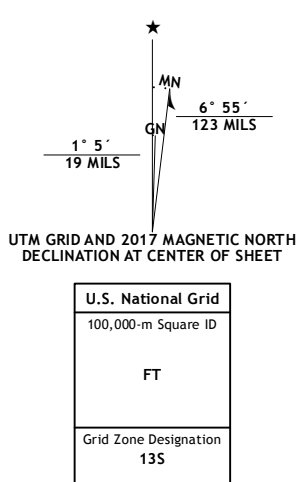 ★
MN
6° 55´
123 MILS
GN
1° 5´
19 MILS
UTM GRID AND 2017 MAGNETIC NORTH
DECLINATION AT CENTER OF SHEET
U.S. National Grid
100,000-m Square ID
FT
Grid Zone Designation
13S